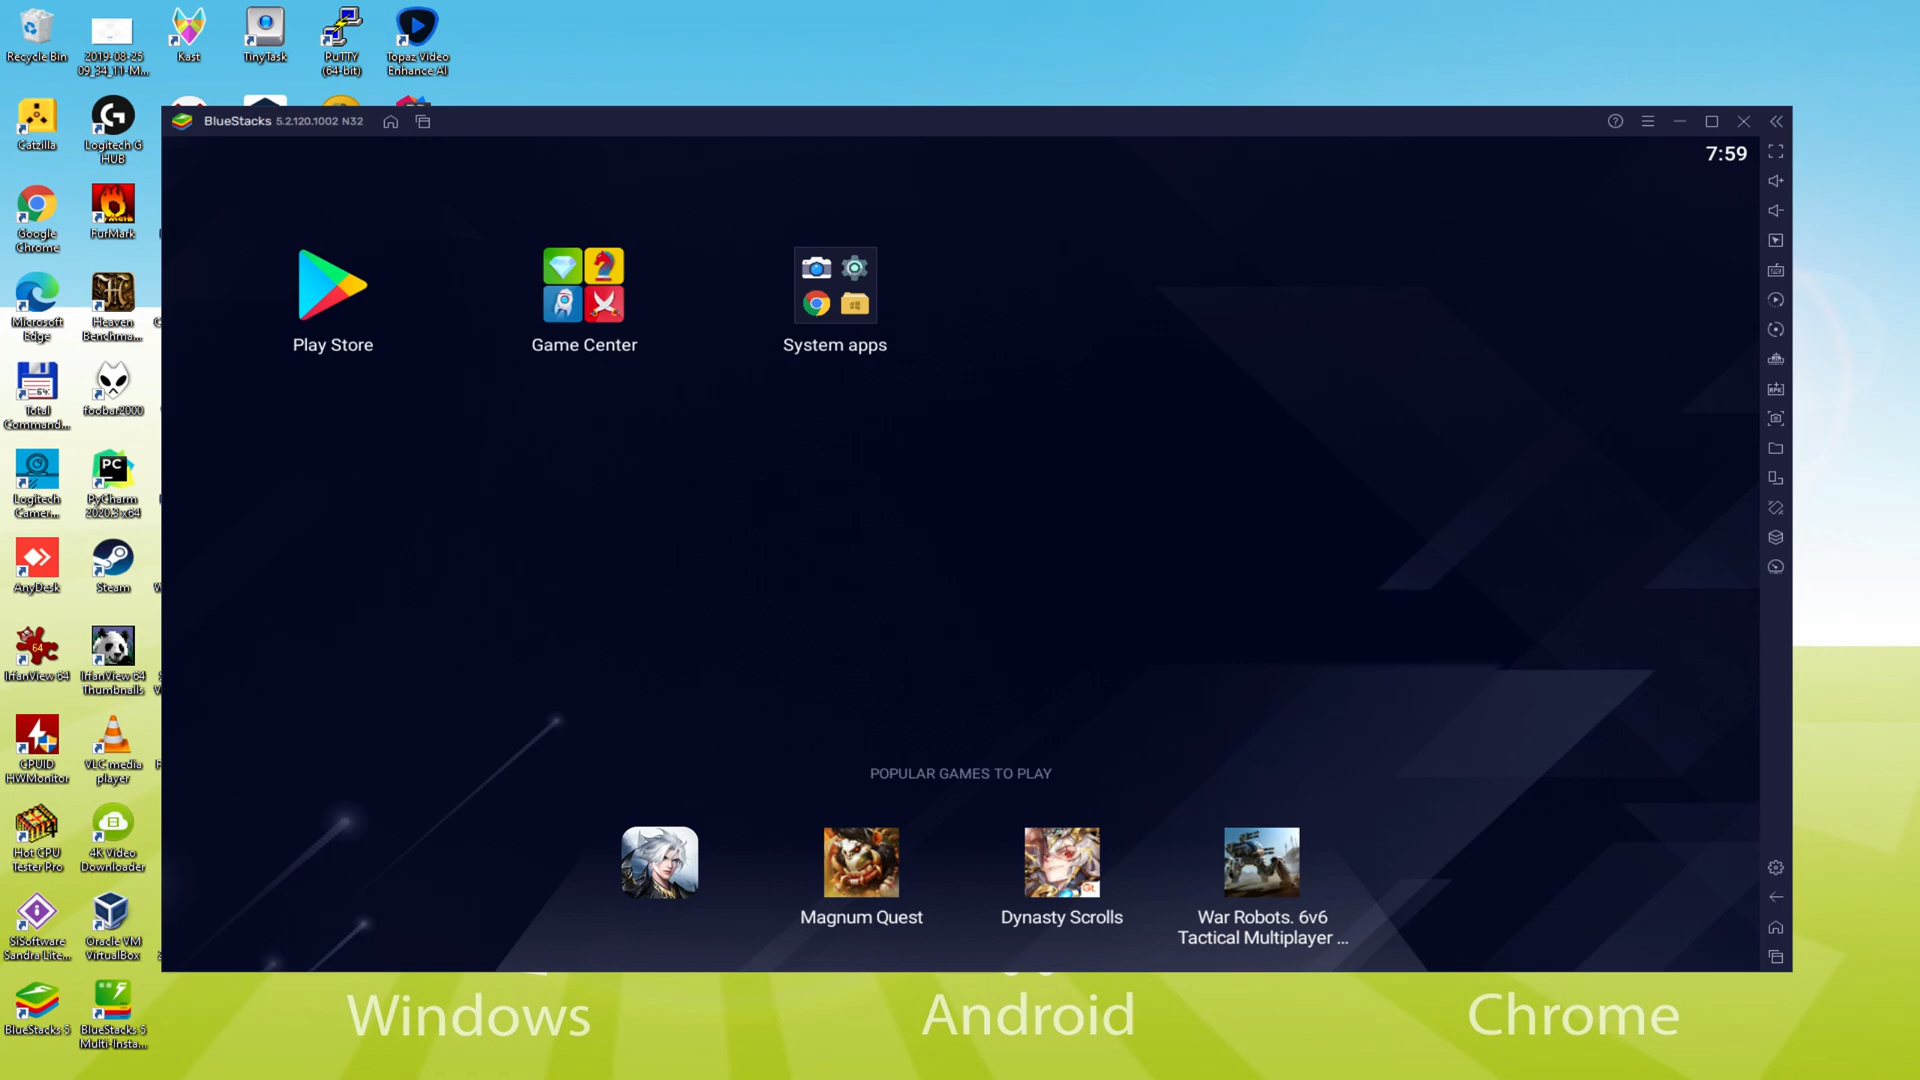 Recycle Bin
2019-08-25
09_34_11-M...
Kast
TinyTask
PuTTY
(64-bit)
Topaz Video
Enhance AI
BlueStacks 5.2.120.1002 N32
7:59
Catzilla
Logitech G
HUB
Google
Chrome
FurMark
Play Store
Game Center
System apps
Microsoft
Edge
Heaven
Benchma...
Total
Command...
foobar2000
Logitech
Camer...
PC
PyCharm
2020.3 x64
AnyDesk
Steam
64
IrfanView 64
IrfanView 64
Thumbnails
CPUID
HWMonitor
VLC media
player
POPULAR GAMES TO PLAY
Hot CPU
Tester Pro
4K Video
Downloader
Magnum Quest
Dynasty Scrolls
War Robots. 6v6
Tactical Multiplayer ...
SiSoftware
Sandra Lite...
Oracle VM
VirtualBox
BlueStacks 5
BlueStacks 5
Multi-Insta...
Windows
Android
Chrome